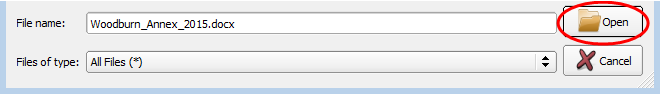 File name: Woodburn_Annex_2015.docx Open
Files of type: All Files (*) Cancel